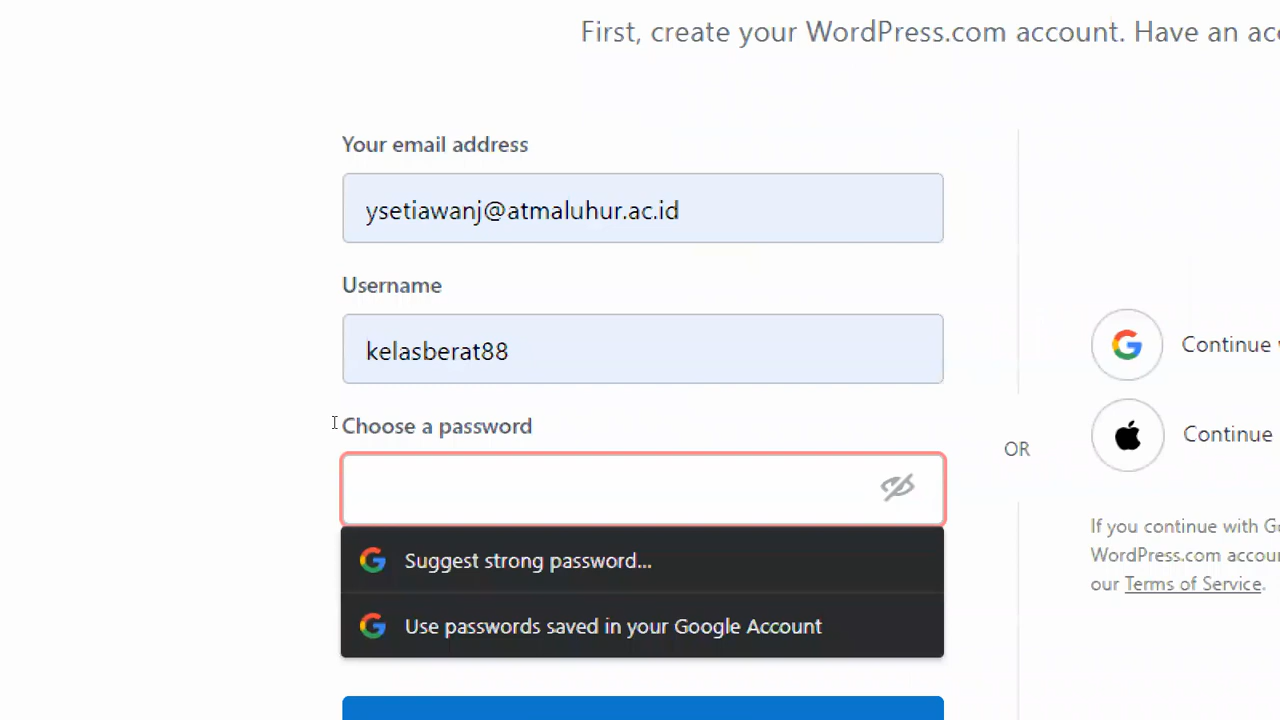 First, create your WordPress.com account. Have an
Your email address
ysetiawanj@atmaluhur.ac.id
Username
kelasberat88
Choose a password
Suggest strong password...
Use passwords saved in your Google Account
OR
Continue
Continue
If you continue with
WordPress.com
our Terms of Service.